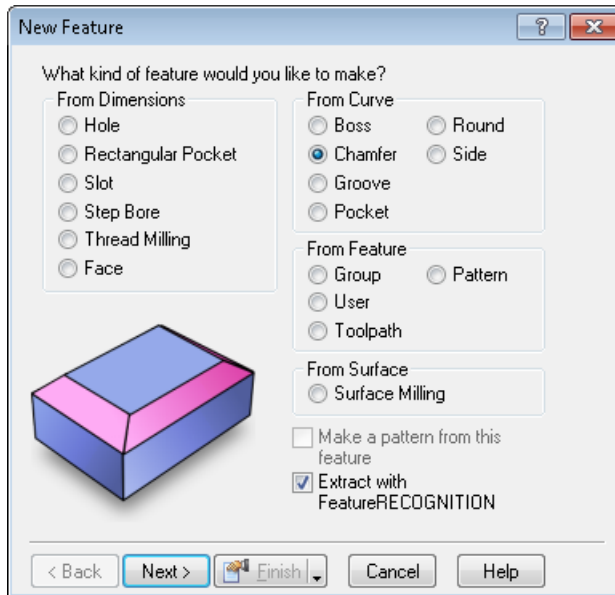 New Feature
What kind of feature would you like to make?
From Dimensions
Hole
Rectangular Pocket
Slot
Step Bore
Thread Milling
Face
From Curve
Boss
Round
Chamfer
Side
Groove
Pocket
From Feature
Group
Pattern
User
Toolpath
From Surface
Surface Milling
Make a pattern from this
feature
Extract with
FeatureRECOGNITION
< Back
Next >
Finish
Cancel
Help